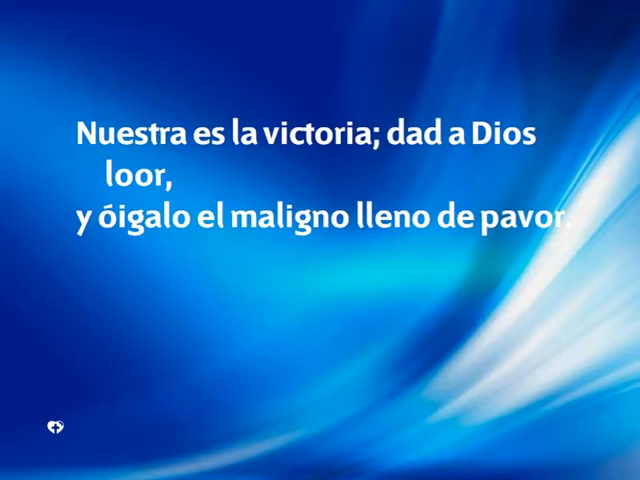 Nuestra es la victoria; dad a Dios
loor,
y óigalo el maligno lleno de pavor.